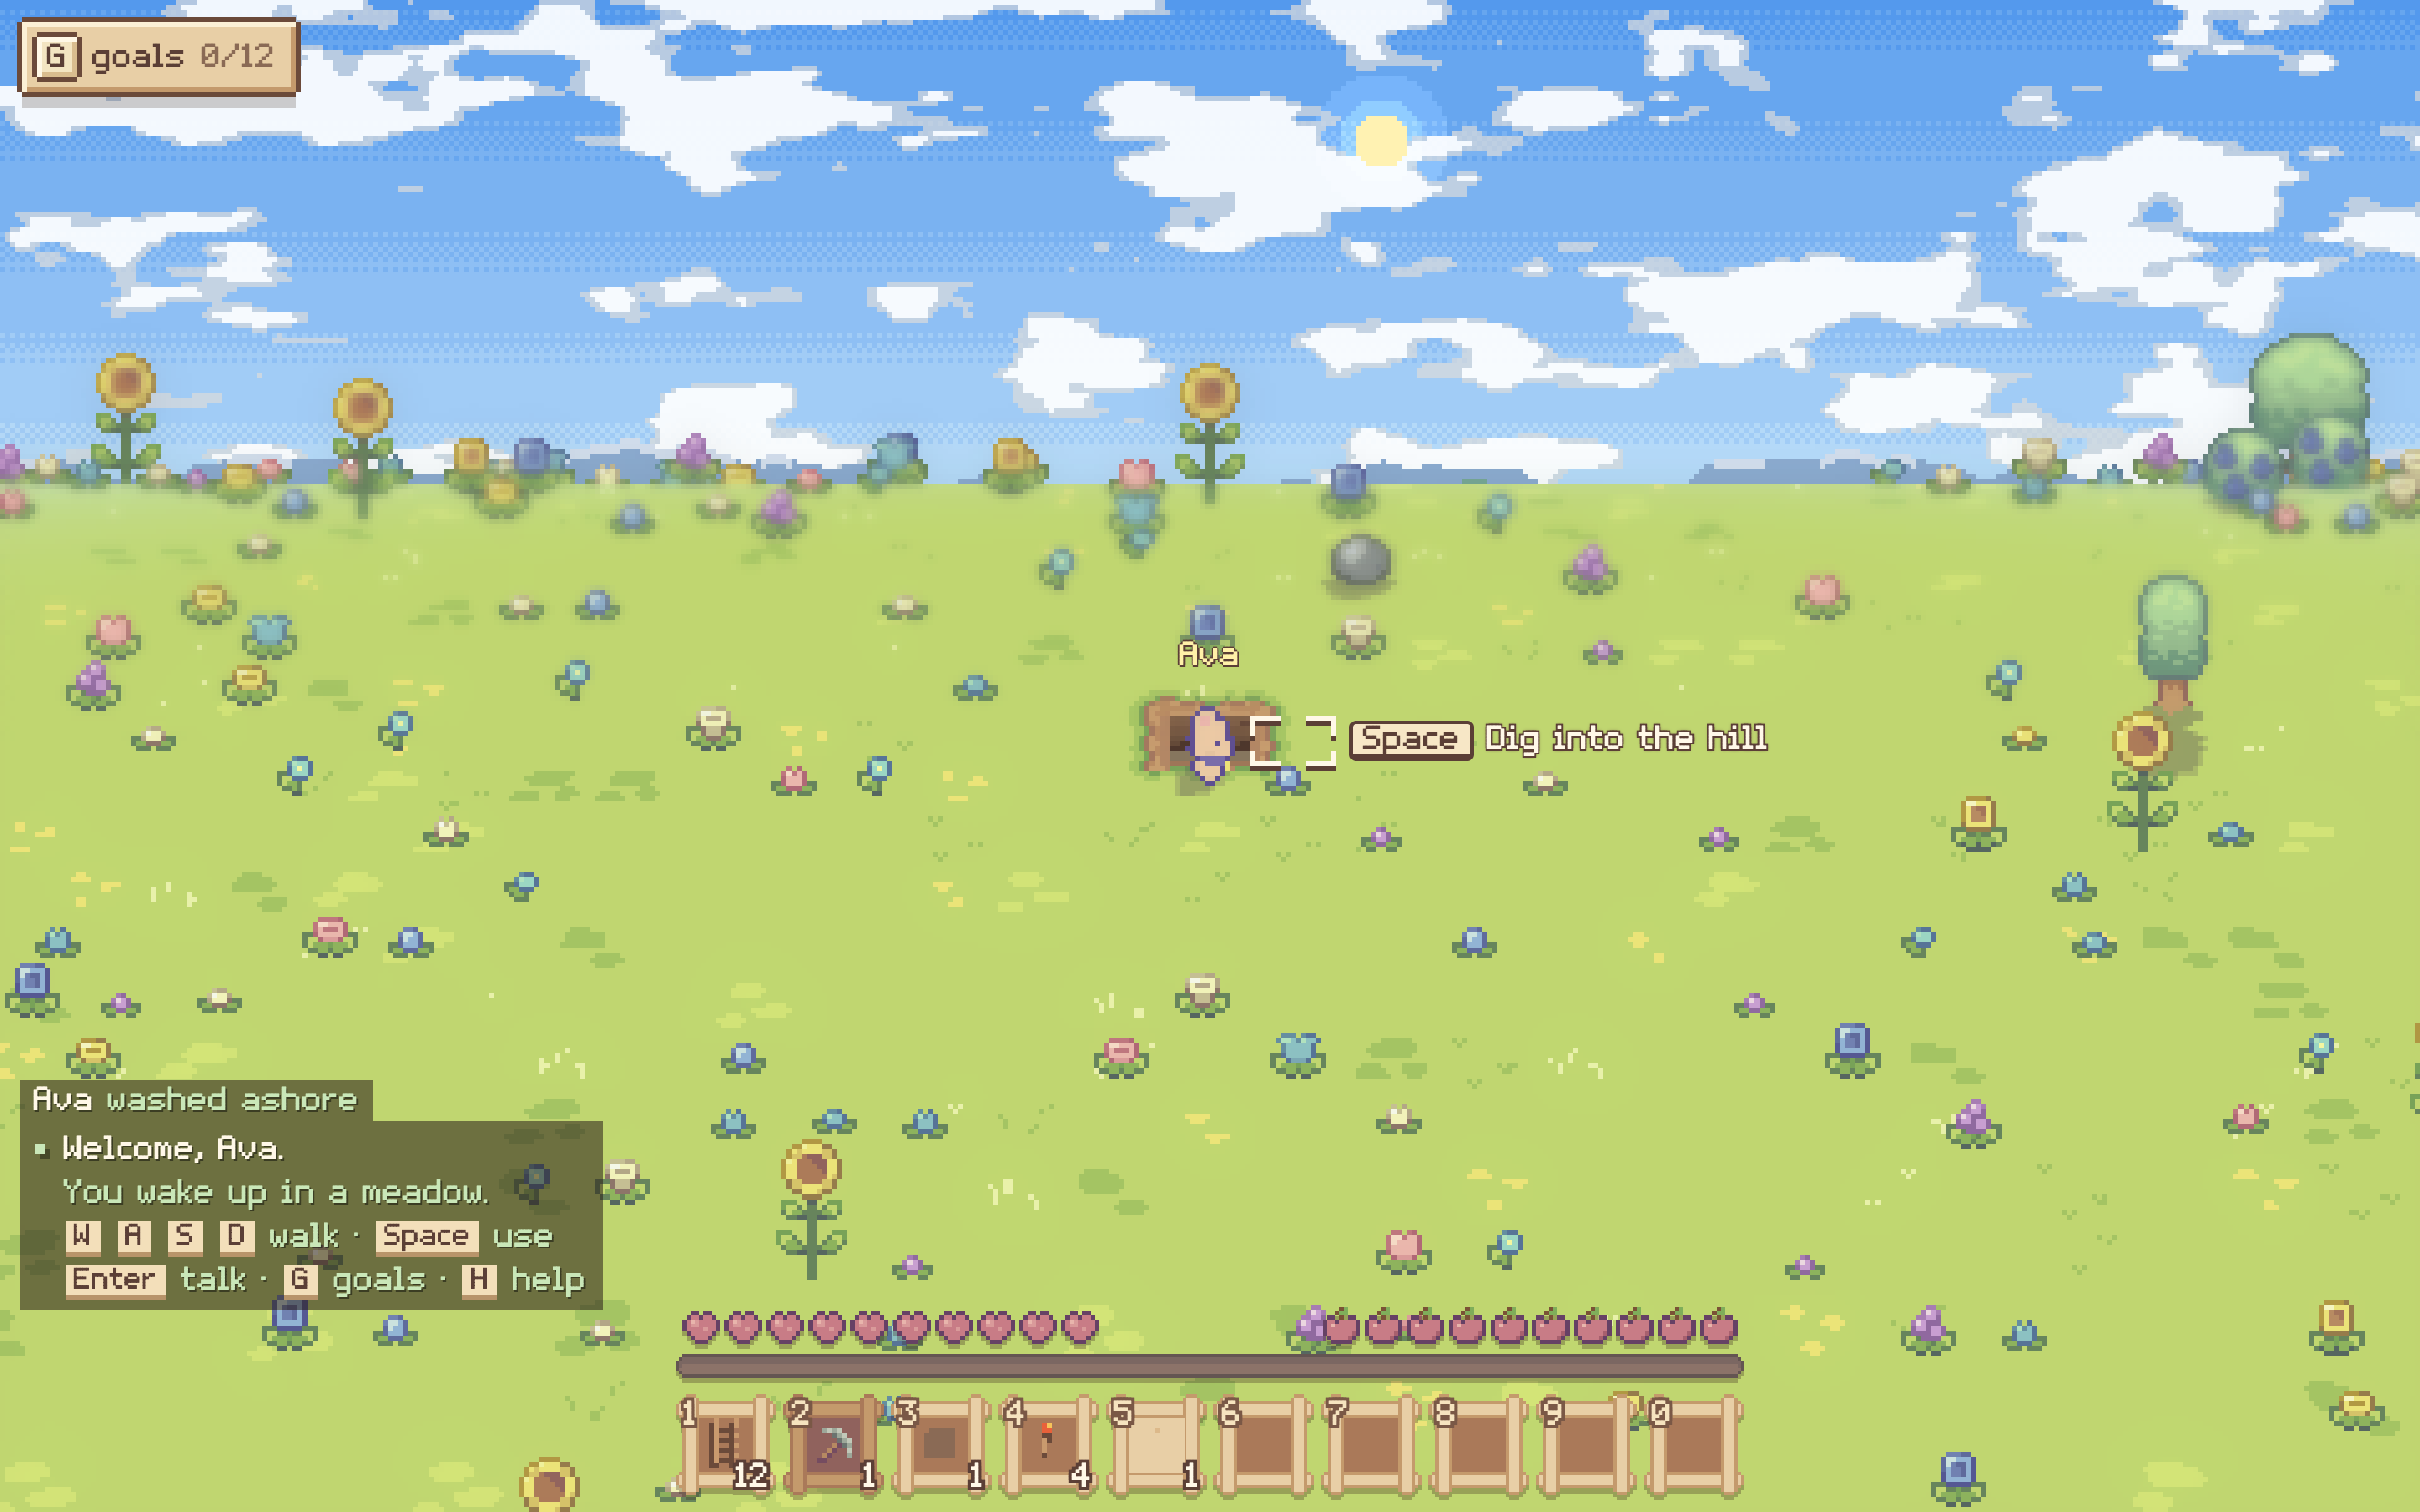 G goals 0/12
Ava
Space Dig into the hill
Ava washed ashore
Welcome, Ava.
You wake up in a meadow.
W A S D walk · Space use
Enter talk · G goals · H help
1 2 3 4 5 6 7 8 9 0
12 1 1 4 1